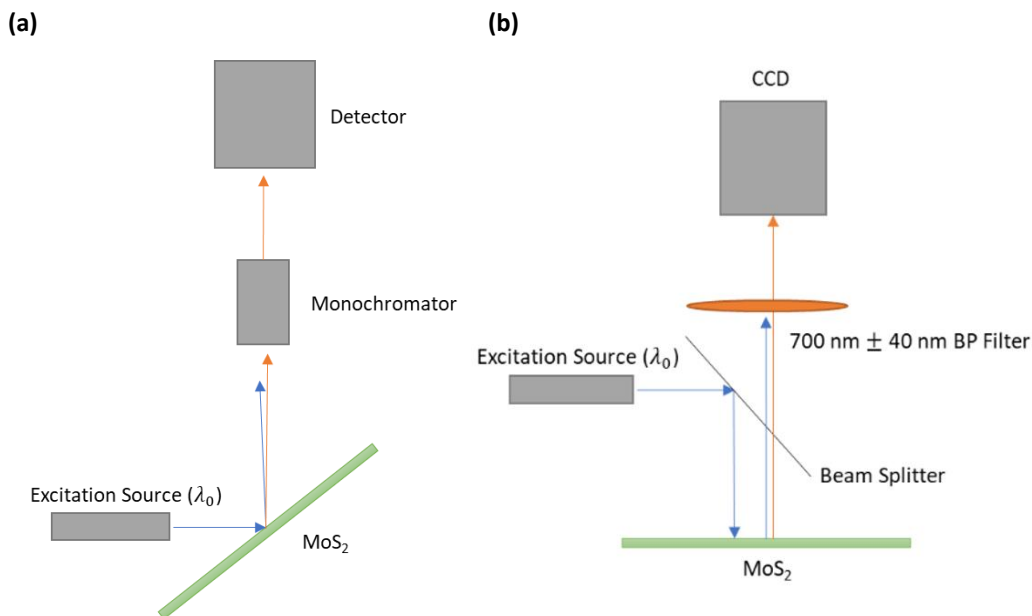 (a)
Detector
Monochromator
Excitation Source (λ₀)
MoS₂
(b)
CCD
700 nm ± 40 nm BP Filter
Excitation Source (λ₀)
Beam Splitter
MoS₂